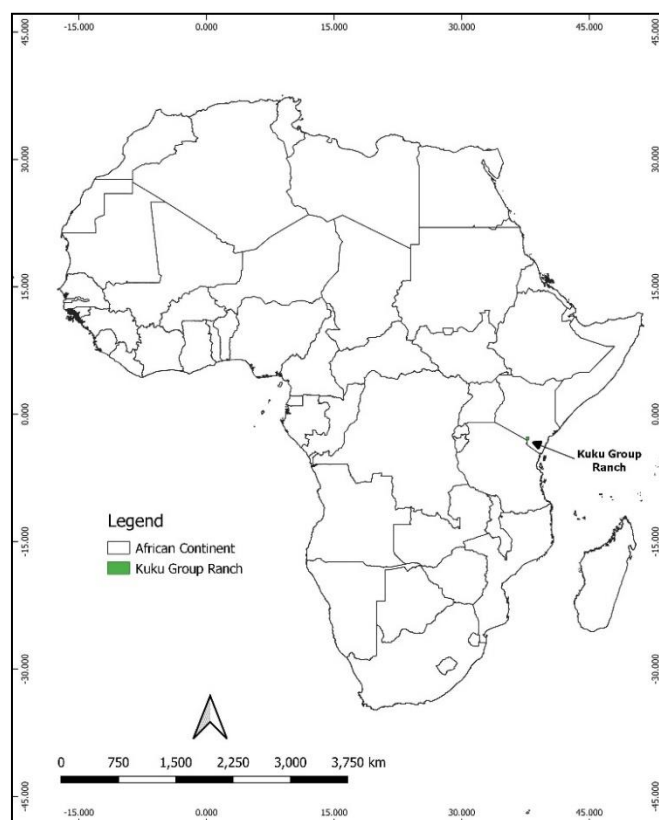 -15.000 0.000 15.000 30.000 45.000
45.000 45.000
30.000 30.000
15.000 15.000
0.000 0.000
Kuku Group
Ranch
Legend
African Continent
Kuku Group Ranch
-15.000 -15.000
-30.000 -30.000
0 750 1,500 2,250 3,000 3,750 km
-45.000 -45.000
-15.000 0.000 15.000 30.000 45.000